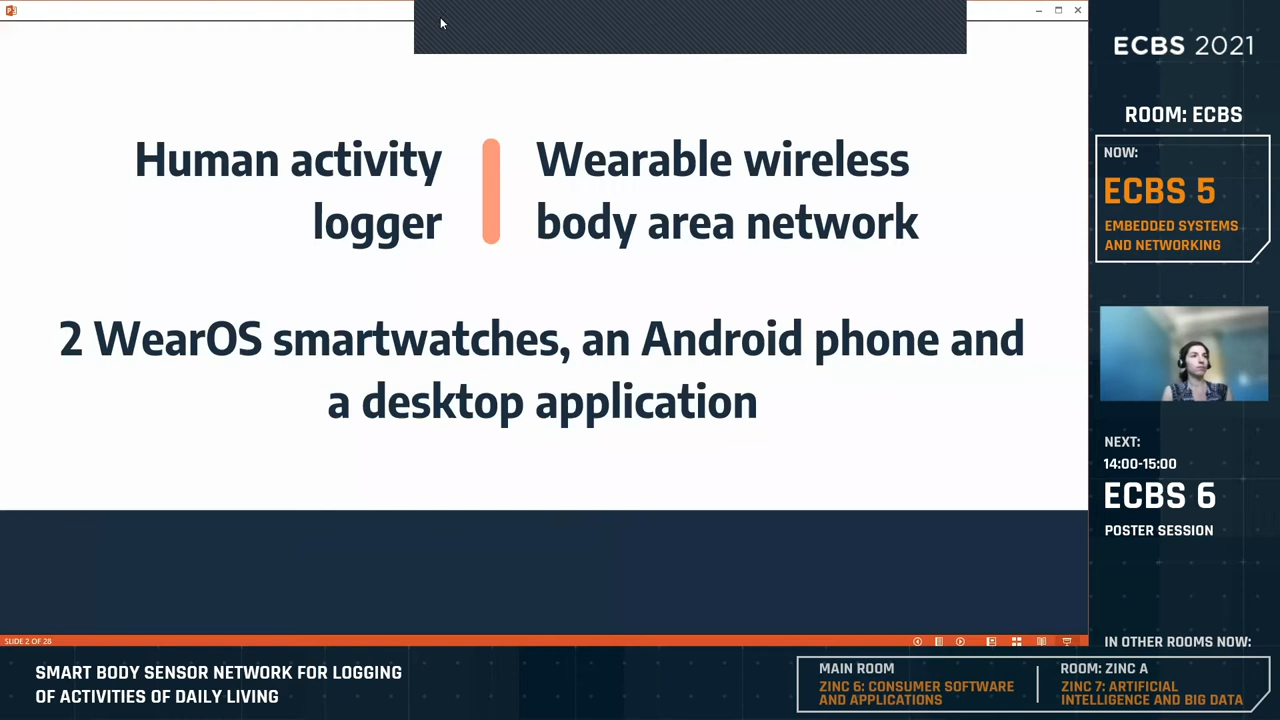 Human activity
logger
Wearable wireless
body area network
2 WearOS smartwatches, an Android phone and
a desktop application
SLIDE 2 OF 28
ECBS 2021
ROOM: ECBS
NOW:
ECBS 5
EMBEDDED SYSTEMS
AND NETWORKING
NEXT:
14:00-15:00
ECBS 6
POSTER SESSION
IN OTHER ROOMS NOW:
SMART BODY SENSOR NETWORK FOR LOGGING
OF ACTIVITIES OF DAILY LIVING
MAIN ROOM
ZINC 6: CONSUMER SOFTWARE
AND APPLICATIONS
ROOM: ZINC A
ZINC 7: ARTIFICIAL
INTELLIGENCE AND BIG DATA